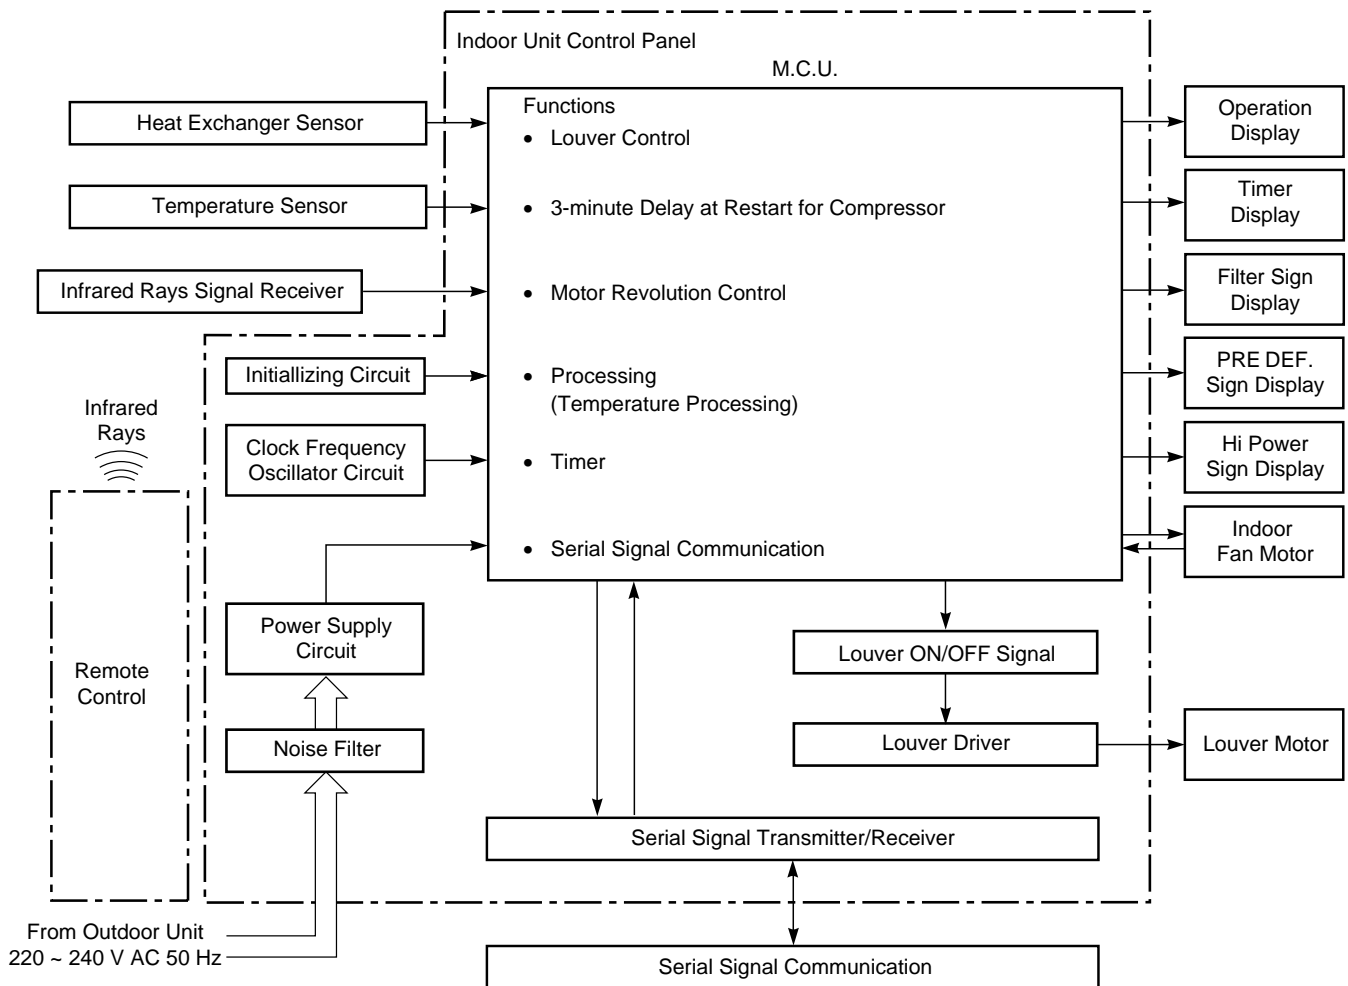 Indoor Unit Control Panel
M.C.U.
Heat Exchanger Sensor
Temperature Sensor
Infrared Rays Signal Receiver
Initiallizing Circuit
Clock Frequency
Oscillator Circuit
Infrared
Rays
Remote
Control
Power Supply
Circuit
Noise Filter
From Outdoor Unit
220 ~ 240 V AC 50 Hz
Functions
• Louver Control
• 3-minute Delay at Restart for Compressor
• Motor Revolution Control
• Processing
(Temperature Processing)
• Timer
• Serial Signal Communication
Operation
Display
Timer
Display
Filter Sign
Display
PRE DEF.
Sign Display
Hi Power
Sign Display
Indoor
Fan Motor
Louver ON/OFF Signal
Louver Driver
Louver Motor
Serial Signal Transmitter/Receiver
Serial Signal Communication